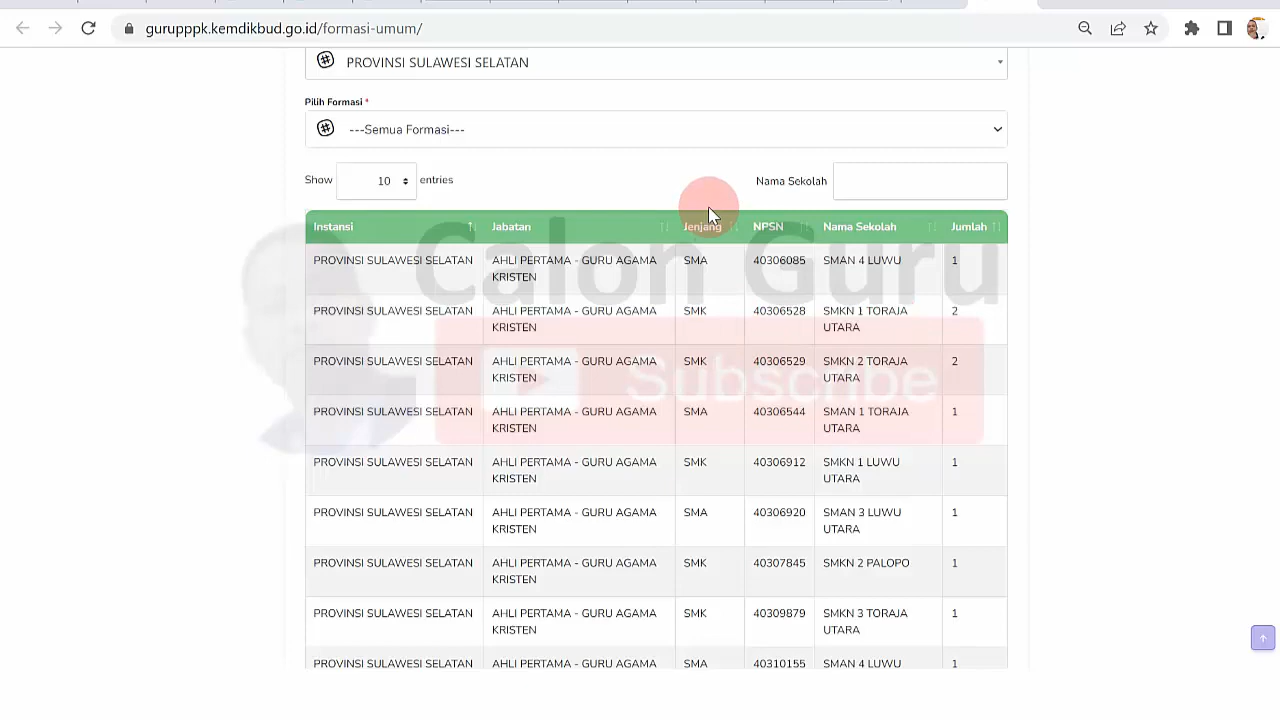 gurupppk.kemdikbud.go.id/formasi-umum/
PROVINSI SULAWESI SELATAN
Pilih Formasi *
---Semua Formasi---
Show 10 entries Nama Sekolah
Instansi Jabatan Jenjang NPSN Nama Sekolah Jumlah
PROVINSI SULAWESI SELATAN AHLI PERTAMA - GURU AGAMA SMA 40306085 SMAN 4 LUWU 1
KRISTEN
Calon Guru
PROVINSI SULAWESI SELATAN AHLI PERTAMA - GURU AGAMA SMK 40306528 SMKN 1 TORAJA 2
KRISTEN UTARA
PROVINSI SULAWESI SELATAN AHLI PERTAMA - GURU AGAMA SMK 40306529 SMKN 2 TORAJA 2
KRISTEN UTARA
Subscribe
PROVINSI SULAWESI SELATAN AHLI PERTAMA - GURU AGAMA SMA 40306544 SMAN 1 TORAJA 1
KRISTEN UTARA
PROVINSI SULAWESI SELATAN AHLI PERTAMA - GURU AGAMA SMK 40306912 SMKN 1 LUWU 1
KRISTEN UTARA
PROVINSI SULAWESI SELATAN AHLI PERTAMA - GURU AGAMA SMA 40306920 SMAN 3 LUWU 1
KRISTEN UTARA
PROVINSI SULAWESI SELATAN AHLI PERTAMA - GURU AGAMA SMK 40307845 SMKN 2 PALOPO 1
KRISTEN
PROVINSI SULAWESI SELATAN AHLI PERTAMA - GURU AGAMA SMK 40309879 SMKN 3 TORAJA 1
KRISTEN UTARA
PROVINSI SULAWESI SELATAN AHLI PERTAMA - GURU AGAMA SMA 40310155 SMAN 4 LUWU 1